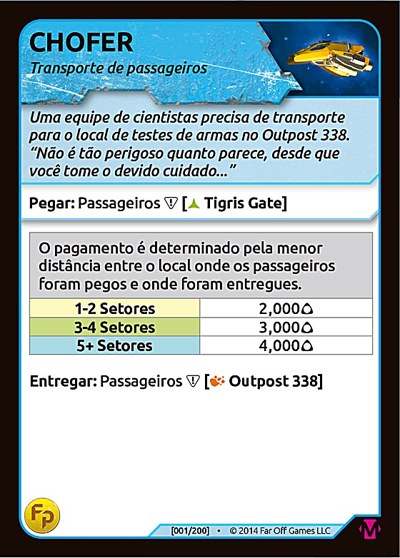 CHOFER
Transporte de passageiros
Uma equipe de cientistas precisa de transporte
para o local de testes de armas no Outpost 338.
“Não é tão perigoso quanto parece, desde que
você tome o devido cuidado...”
Pegar: Passageiros [ Tigris Gate]
O pagamento é determinado pela menor
distância entre o local onde os passageiros
foram pegos e onde foram entregues.
1-2 Setores 2,000
3-4 Setores 3,000
5+ Setores 4,000
Entregar: Passageiros [ Outpost 338]
FP
[001/200] • © 2014 Far Off Games LLC